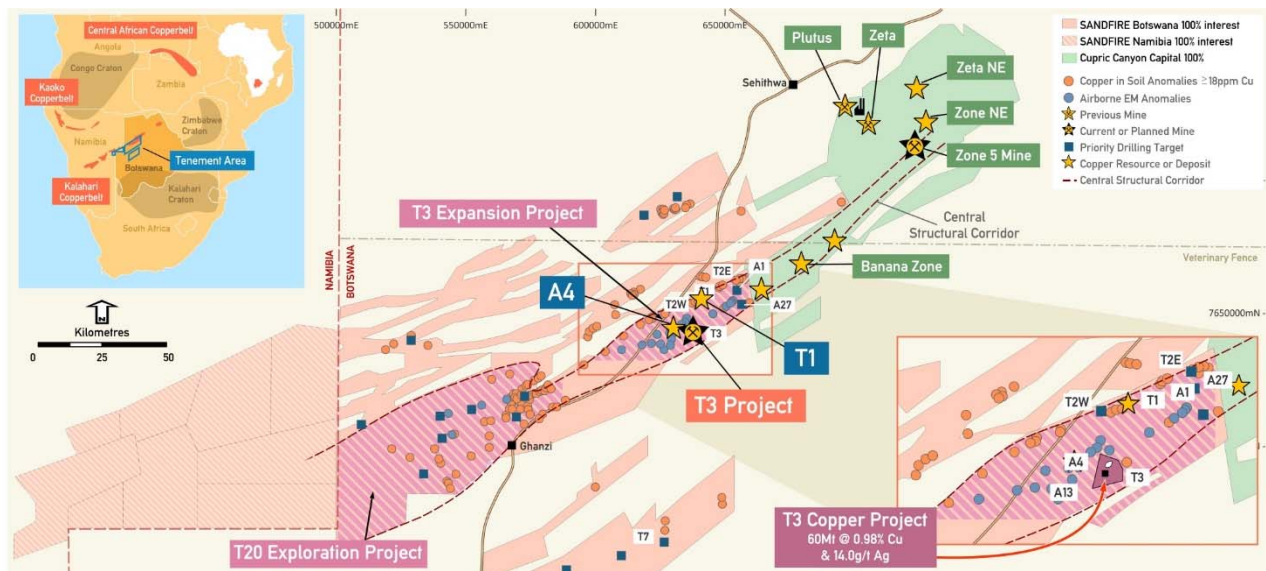 500000mE
550000mE
600000mE
650000mE
Central African Copperbelt
Angola
Congo Craton
Zambia
Kaoko
Copperbelt
Zimbabwe
Craton
Namibia
Tenement Area
Botswana
Kalahari
Copperbelt
Kalahari
Craton
South Africa
N
Kilometres
0 25 50
NAMIBIA
BOTSWANA
Sehithwa
Plutus
Zeta
Zeta NE
Zone NE
Zone 5 Mine
SANDFIRE Botswana 100% interest
SANDFIRE Namibia 100% interest
Cupric Canyon Capital 100%
Copper in Soil Anomalies ≥18ppm Cu
Airborne EM Anomalies
Previous Mine
Current or Planned Mine
Priority Drilling Target
Copper Resource or Deposit
Central Structural Corridor
T3 Expansion Project
Central
Structural Corridor
Veterinary Fence
Banana Zone
A4
T2E
A1
T2W
A27
T3
T1
7650000mN
T3 Project
Ghanzi
T20 Exploration Project
T7
T2E
A27
A1
T2W
T1
A4
T3
A13
T3 Copper Project
60Mt @ 0.98% Cu
& 14.0g/t Ag